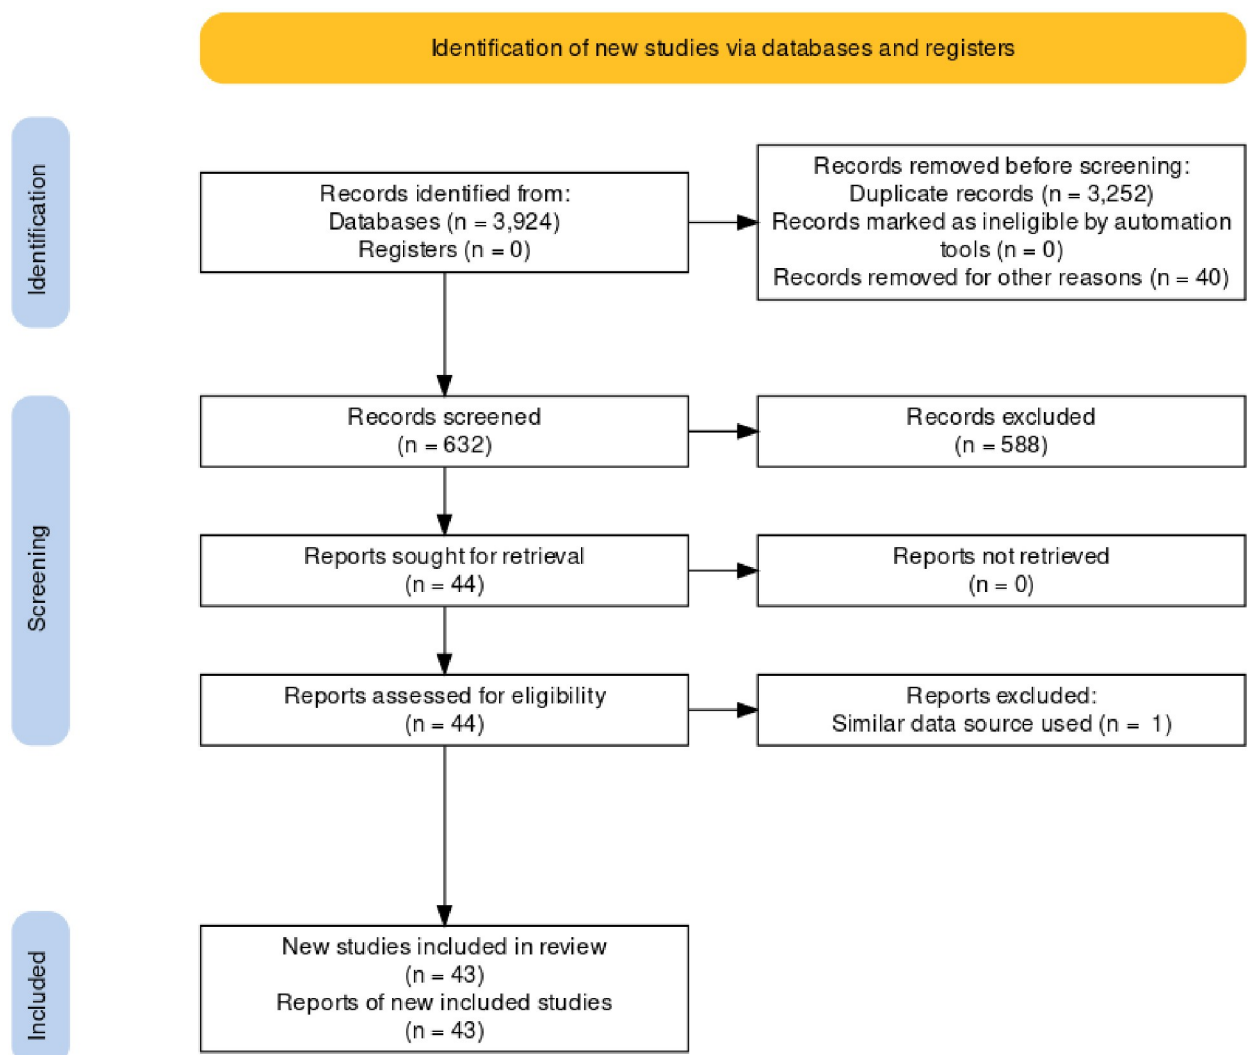 Identification of new studies via databases and registers
Identification
Records identified from:
Databases (n = 3,924)
Registers (n = 0)
Records removed before screening:
Duplicate records (n = 3,252)
Records marked as ineligible by automation
tools (n = 0)
Records removed for other reasons (n = 40)
Screening
Records screened
(n = 632)
Records excluded
(n = 588)
Reports sought for retrieval
(n = 44)
Reports not retrieved
(n = 0)
Reports assessed for eligibility
(n = 44)
Reports excluded:
Similar data source used (n =  1)
Included
New studies included in review
(n = 43)
Reports of new included studies
(n = 43)